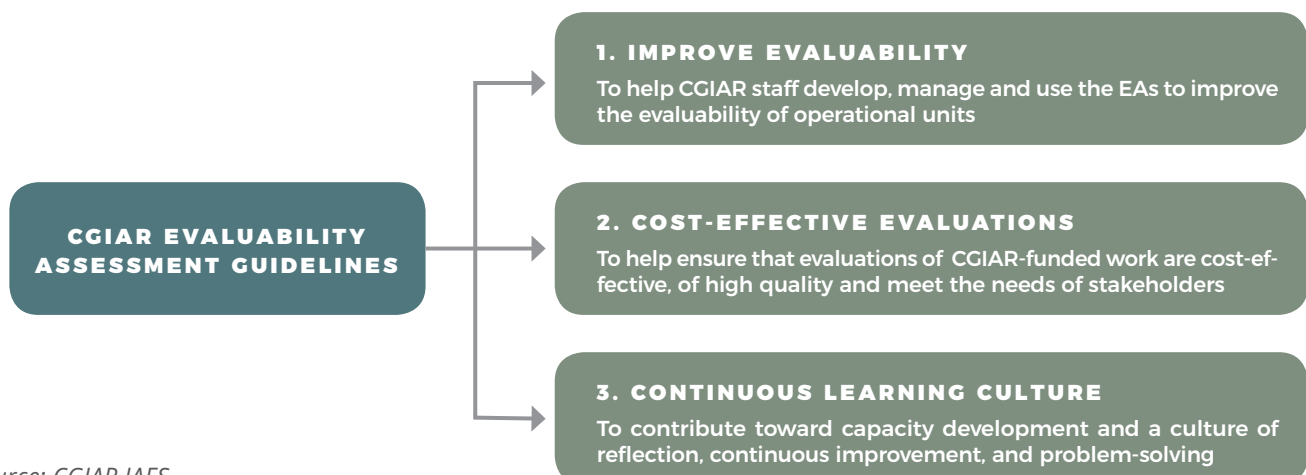 1. IMPROVE EVALUABILITY
To help CGIAR staff develop, manage and use the EAs to improve
the evaluability of operational units
CGIAR EVALUABILITY
ASSESSMENT GUIDELINES
2. COST-EFFECTIVE EVALUATIONS
To help ensure that evaluations of CGIAR-funded work are cost-ef-
fective, of high quality and meet the needs of stakeholders
3. CONTINUOUS LEARNING CULTURE
To contribute toward capacity development and a culture of
reflection, continuous improvement, and problem-solving